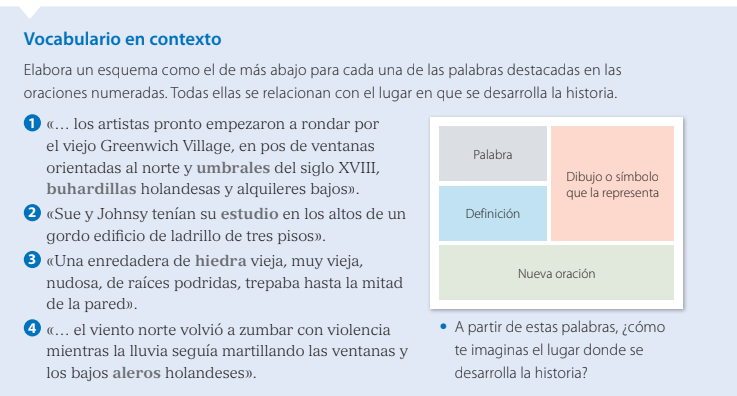 Vocabulario en contexto
Elabora un esquema como el de más abajo para cada una de las palabras destacadas en las
oraciones numeradas. Todas ellas se relacionan con el lugar en que se desarrolla la historia.
1 «… los artistas pronto empezaron a rondar por
el viejo Greenwich Village, en pos de ventanas
orientadas al norte y umbrales del siglo XVIII,
buhardillas holandesas y alquileres bajos».
2 «Sue y Johnsy tenían su estudio en los altos de un
gordo edificio de ladrillo de tres pisos».
3 «Una enredadera de hiedra vieja, muy vieja,
nudosa, de raíces podridas, trepaba hasta la mitad
de la pared».
4 «… el viento norte volvió a zumbar con violencia
mientras la lluvia seguía martillando las ventanas y
los bajos aleros holandeses».
Palabra
Definición
Dibujo o símbolo
que la representa
Nueva oración
• A partir de estas palabras, ¿cómo
te imaginas el lugar donde se
desarrolla la historia?